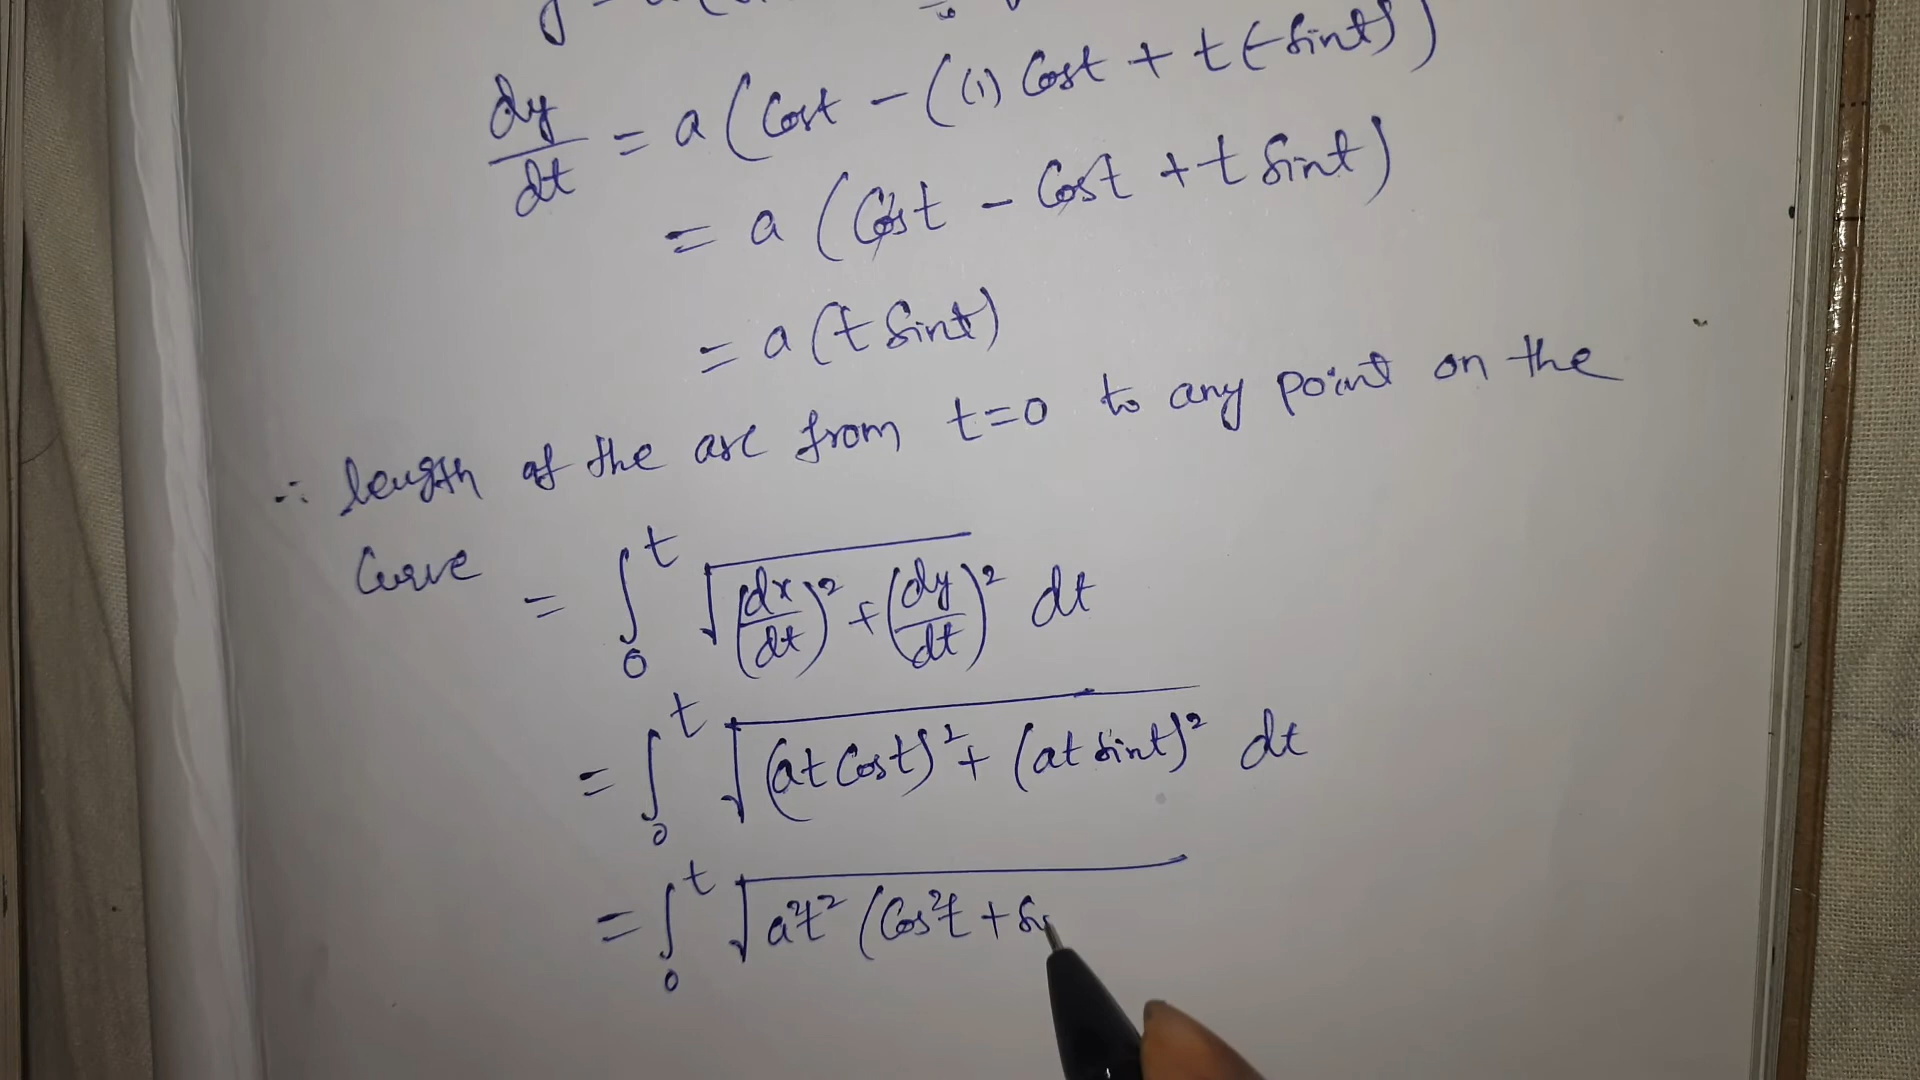 dy/dt = a (Cost - ((1) Cost + t (-Sint)))
= a (Cost - Cost + t Sint)
= a (t Sint)
∴ length of the arc from t=0 to any point on the
Curve = ∫₀ᵗ √((dx/dt)² + (dy/dt)²) dt
= ∫₀ᵗ √((at Cost)² + (at sint)²) dt
= ∫₀ᵗ √(a²t² (Cos²t + Si